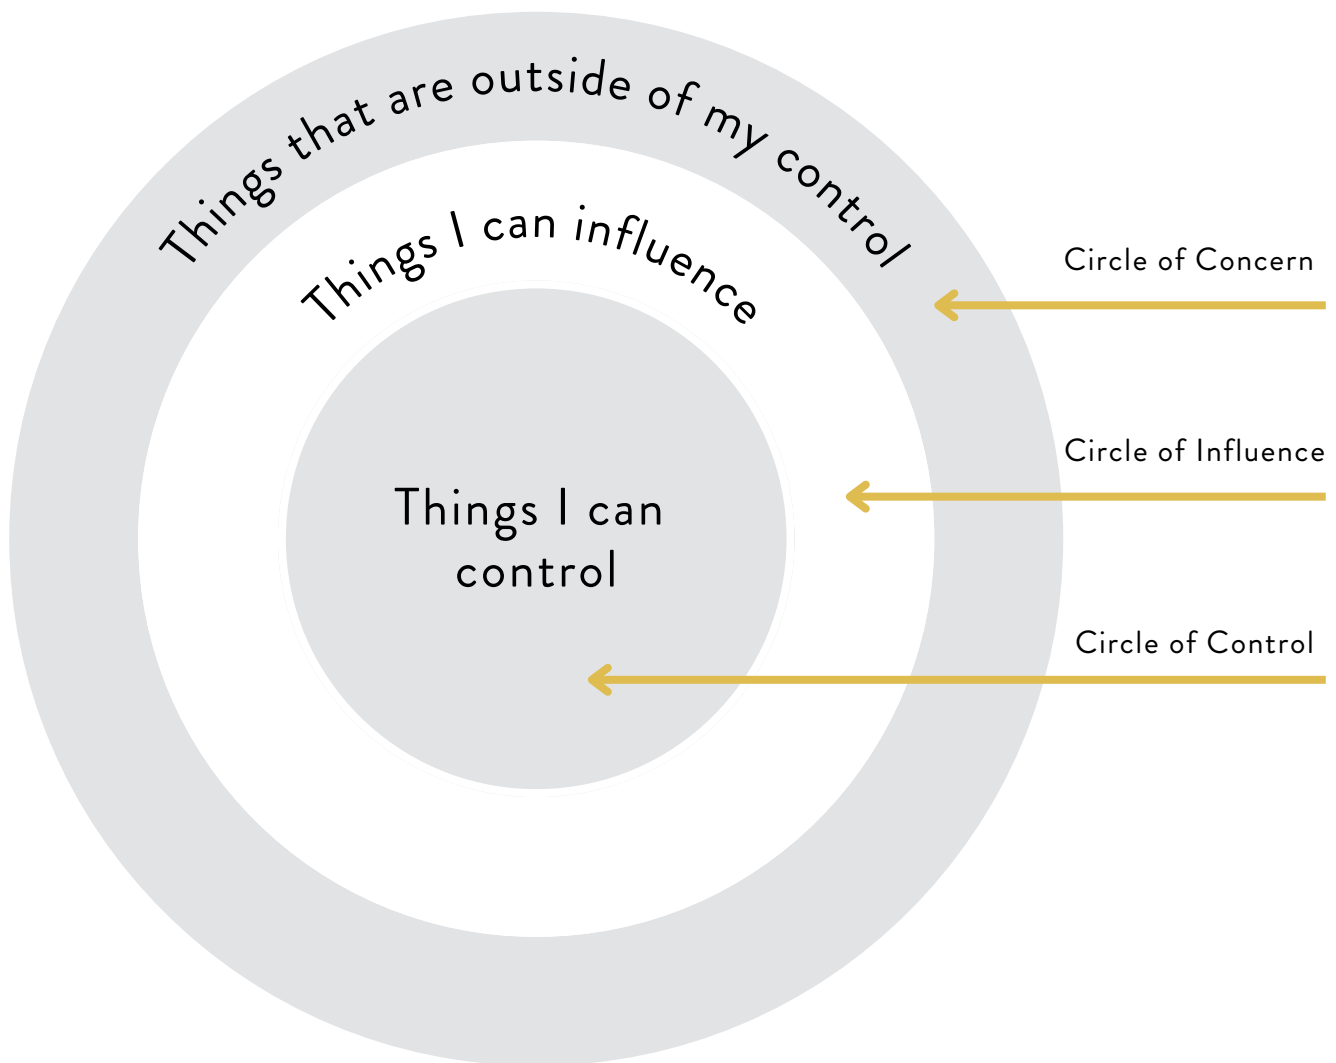 Things that are outside of my control
Things I can influence
Circle of Concern
Circle of Influence
Things I can
control
Circle of Control